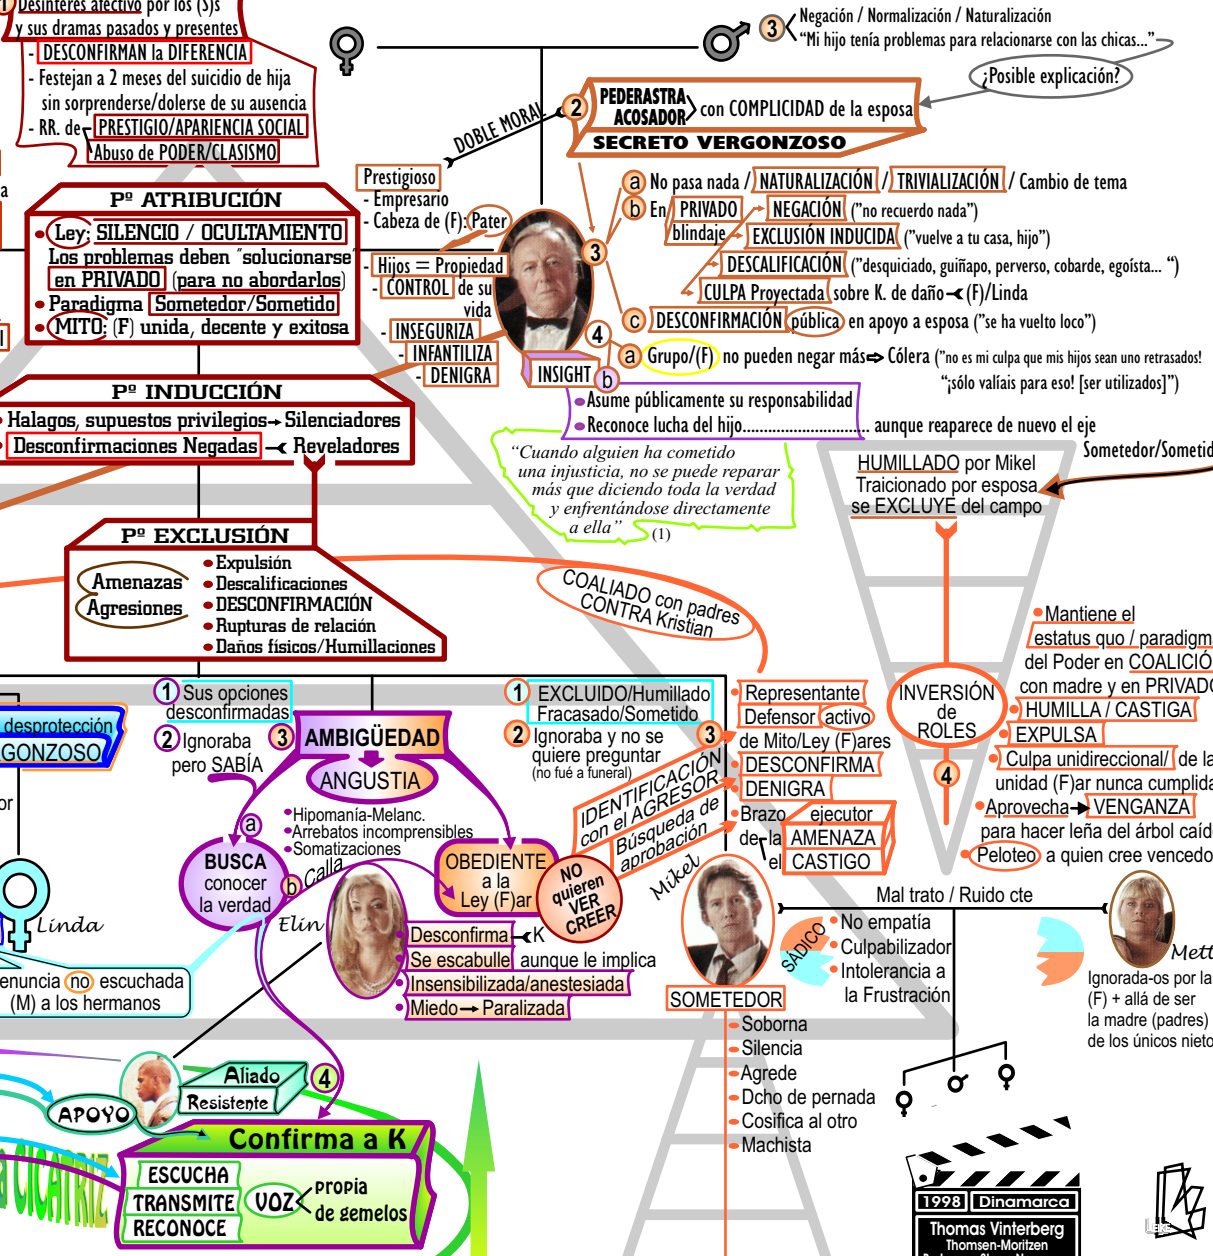 1 Desinterés afectivo por los (S)s
y sus dramas pasados y presentes
- DESCONFIRMAN la DIFERENCIA
- Festejan a 2 meses del suicidio de hija
sin sorprenderse/dolerse de su ausencia
- RR. de PRESTIGIO/APARIENCIA SOCIAL
Abuso de PODER/CLASISMO
3 Negación / Normalización / Naturalización
“Mi hijo tenía problemas para relacionarse con las chicas...”
¿Posible explicación?
DOBLE MORAL
2 PEDERASTRA
ACOSADOR
con COMPLICIDAD de la esposa
SECRETO VERGONZOSO
Prestigioso
- Empresario
- Cabeza de (F): Pater
- Hijos = Propiedad
- CONTROL de su
vida
- INSEGURIZA
- INFANTILIZA
- DENIGRA
3
a No pasa nada / NATURALIZACIÓN / TRIVIALIZACIÓN / Cambio de tema
b En PRIVADO
blindaje
NEGACIÓN ("no recuerdo nada")
EXCLUSIÓN INDUCIDA ("vuelve a tu casa, hijo")
DESCALIFICACIÓN ("desquiciado, guiñapo, perverso, cobarde, egoísta... “)
CULPA Proyectada sobre K. de daño (F)/Linda
c DESCONFIRMACIÓN pública en apoyo a esposa ("se ha vuelto loco")
4
a Grupo/(F) no pueden negar más Cólera ("no es mi culpa que mis hijos sean uno retrasados!
"¡sólo valíais para eso! [ser utilizados]")
INSIGHT b
Asume públicamente su responsabilidad
Reconoce lucha del hijo............................. aunque reaparece de nuevo el eje
Sometedor/Sometid
“Cuando alguien ha cometido
una injusticia, no se puede reparar
más que diciendo toda la verdad
y enfrentándose directamente
a ella”
(1)
Pº ATRIBUCIÓN
Ley: SILENCIO / OCULTAMIENTO
Los problemas deben "solucionarse"
en PRIVADO (para no abordarlos)
Paradigma Sometedor/Sometido
MITO: (F) unida, decente y exitosa
Pº INDUCCIÓN
Halagos, supuestos privilegios Silenciadores
Desconfirmaciones Negadas Reveladores
Pº EXCLUSIÓN
Amenazas
Agresiones
Expulsión
Descalificaciones
DESCONFIRMACIÓN
Rupturas de relación
Daños físicos/Humillaciones
HUMILLADO por Mikel
Traicionado por esposa
se EXCLUYE del campo
COALIADO con padres
CONTRA Kristian
INVERSIÓN
de
ROLES
4
Mantiene el
estatus quo / paradigm
del Poder en COALICIÓ
con madre y en PRIVADO
HUMILLA / CASTIGA
EXPULSA
Culpa unidireccional/ de la
unidad (F)ar nunca cumplida
Aprovecha VENGANZA
para hacer leña del árbol caíd
Peloteo a quien cree vencedo
desprotección
GONZOSO
or
Linda
enuncia no escuchada
(M) a los hermanos
1 Sus opciones
desconfirmadas
2 Ignoraba
pero SABÍA
3 AMBIGÜEDAD
ANGUSTIA
Hipomanía-Melanc.
Arrebatos incomprensibles
Somatizaciones
a
BUSCA
conocer
la verdad
b Calla
Elin
OBEDIENTE
a la
Ley (F)ar
NO
quieren
VER
CREER
Desconfirma K
Se escabulle aunque le implica
Insensibilizada/anestesiada
Miedo Paralizada
1 EXCLUIDO/Humillado
Fracasado/Sometido
2 Ignoraba y no se
quiere preguntar
(no fué a funeral)
3
IDENTIFICACIÓN
con el AGRESOR
Búsqueda de
aprobación
Representante
Defensor activo
de Mito/Ley (F)ares
DESCONFIRMA
DENIGRA
Brazo ejecutor
de la AMENAZA
el CASTIGO
Mikel
SOMETEDOR
Soborna
Silencia
Agrede
Dcho de pernada
Cosifica al otro
Machista
SÁDICO
No empatía
Culpabilizador
Intolerancia a
la Frustración
Mal trato / Ruido cte
Mett
Ignorada-os por la
(F) + allá de ser
la madre (padres)
de los únicos nieto
APOYO
Aliado
Resistente
4
Confirma a K
ESCUCHA
TRANSMITE
RECONOCE
VOZ
propia
de gemelos
a CICATRIZ
1998 Dinamarca
Thomas Vinterberg
Thomsen-Moritzen